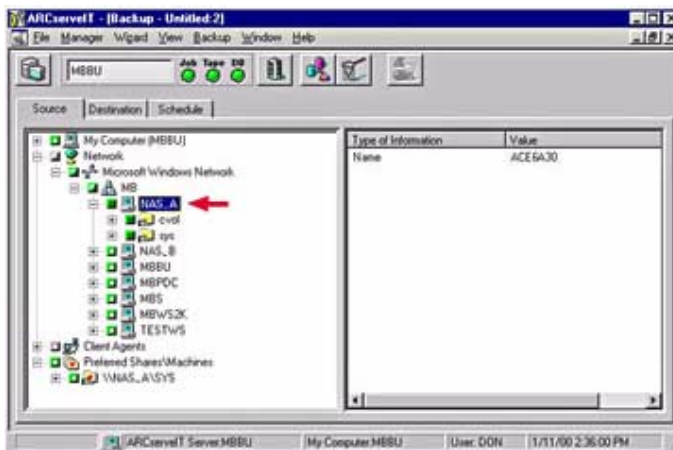 ARCserveIT - [Backup - Untitled:2]
File Manager Wizard View Backup Window Help
MBBU
Job Tape DB
Source Destination Schedule
My Computer (MBBU)
Network
Microsoft Windows Network
MB
NAS_A
cvol
sys
NAS_B
MBBU
MBPDC
MBS
MBWS2K
TESTWS
Client Agents
Preferred Shares\Machines
\\NAS_A\SYS
Type of Information Value
Name ACE6A30
ARCserveIT Server:MBBU My Computer:MBBU User: DON 1/11/00 2:36:00 PM